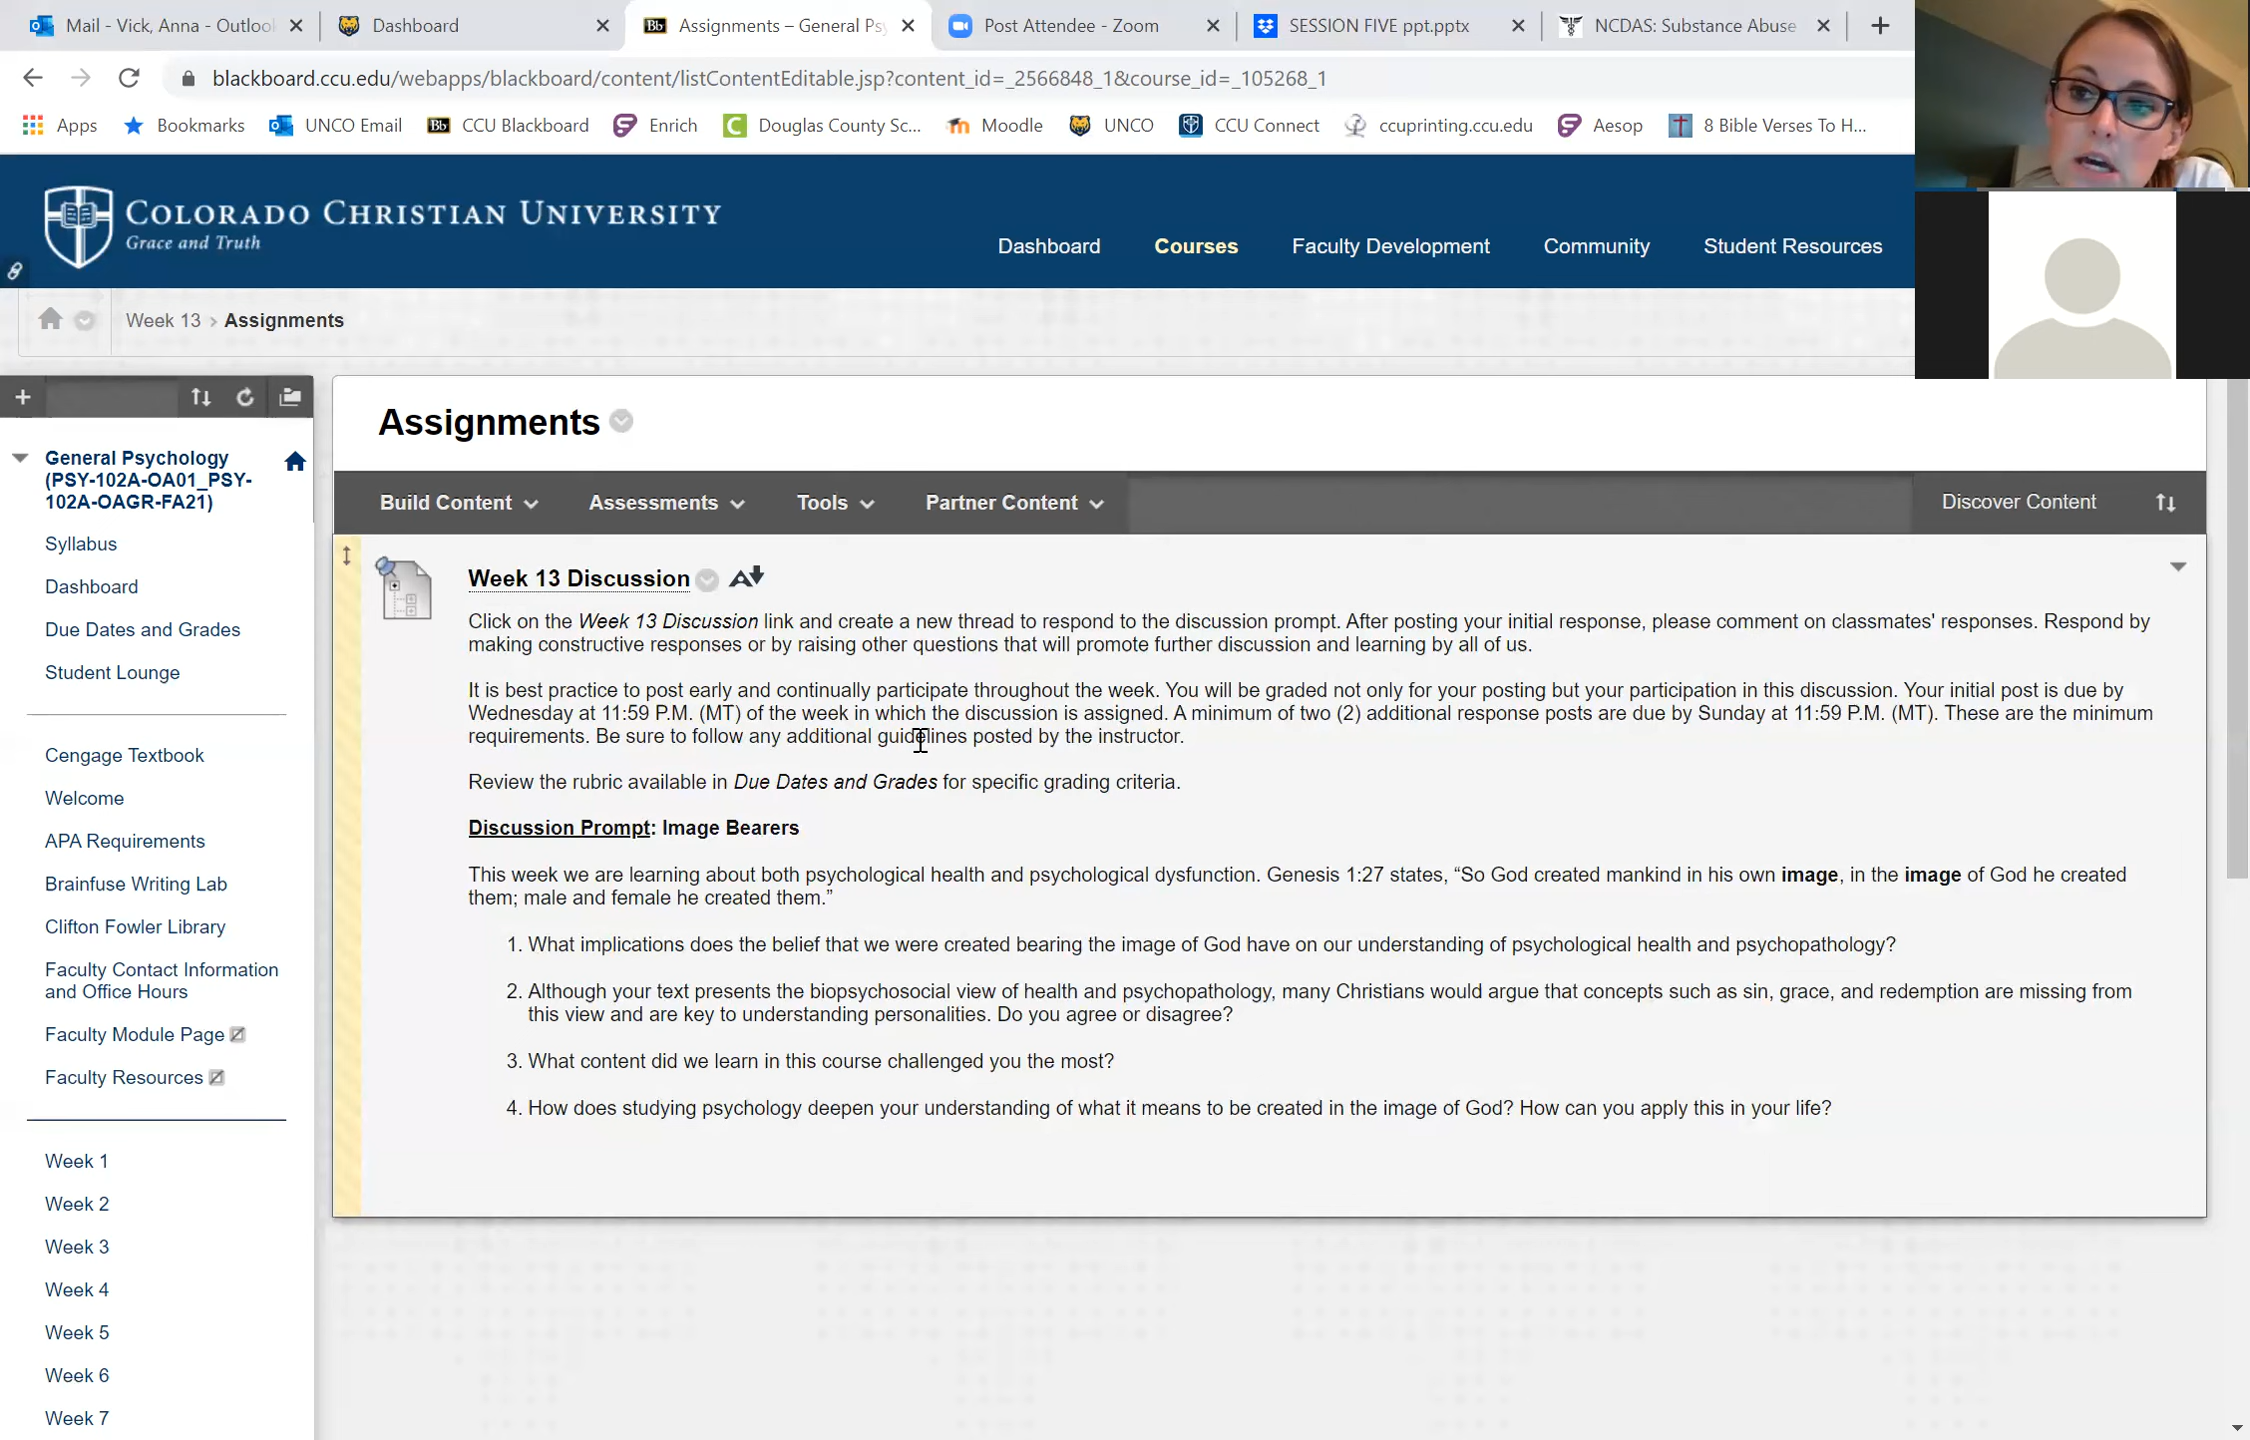 Mail - Vick, Anna - Outlool
Dashboard
Bb Assignments – General Psy
Post Attendee - Zoom
SESSION FIVE ppt.pptx
NCDAS: Substance Abuse
blackboard.ccu.edu/webapps/blackboard/content/listContentEditable.jsp?content_id=_2566848_1&course_id=_105268_1
Apps
Bookmarks
UNCO Email
Bb CCU Blackboard
Enrich
Douglas County Sc...
Moodle
UNCO
CCU Connect
ccuprinting.ccu.edu
Aesop
8 Bible Verses To H...
COLORADO CHRISTIAN UNIVERSITY
Grace and Truth
Dashboard
Courses
Faculty Development
Community
Student Resources
Week 13 > Assignments
General Psychology
(PSY-102A-OA01_PSY-
102A-OAGR-FA21)
Syllabus
Dashboard
Due Dates and Grades
Student Lounge
Cengage Textbook
Welcome
APA Requirements
Brainfuse Writing Lab
Clifton Fowler Library
Faculty Contact Information
and Office Hours
Faculty Module Page
Faculty Resources
Week 1
Week 2
Week 3
Week 4
Week 5
Week 6
Week 7
Assignments
Build Content
Assessments
Tools
Partner Content
Discover Content
Week 13 Discussion
Click on the Week 13 Discussion link and create a new thread to respond to the discussion prompt. After posting your initial response, please comment on classmates' responses. Respond by
making constructive responses or by raising other questions that will promote further discussion and learning by all of us.
It is best practice to post early and continually participate throughout the week. You will be graded not only for your posting but your participation in this discussion. Your initial post is due by
Wednesday at 11:59 P.M. (MT) of the week in which the discussion is assigned. A minimum of two (2) additional response posts are due by Sunday at 11:59 P.M. (MT). These are the minimum
requirements. Be sure to follow any additional guidelines posted by the instructor.
Review the rubric available in Due Dates and Grades for specific grading criteria.
Discussion Prompt: Image Bearers
This week we are learning about both psychological health and psychological dysfunction. Genesis 1:27 states, “So God created mankind in his own image, in the image of God he created
them; male and female he created them.”
1. What implications does the belief that we were created bearing the image of God have on our understanding of psychological health and psychopathology?
2. Although your text presents the biopsychosocial view of health and psychopathology, many Christians would argue that concepts such as sin, grace, and redemption are missing from
this view and are key to understanding personalities. Do you agree or disagree?
3. What content did we learn in this course challenged you the most?
4. How does studying psychology deepen your understanding of what it means to be created in the image of God? How can you apply this in your life?